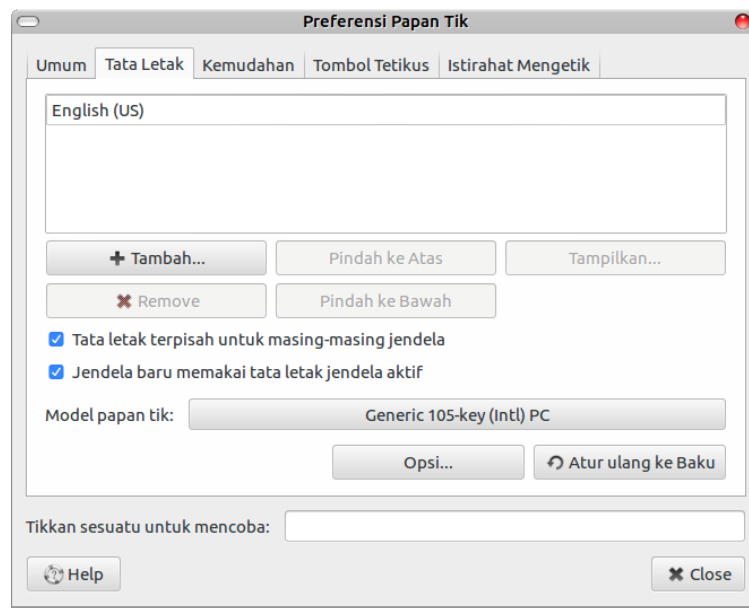 Preferensi Papan Tik
Umum Tata Letak Kemudahan Tombol Tetikus Istirahat Mengetik
English (US)
Tambah... Pindah ke Atas Tampilkan...
Remove Pindah ke Bawah
Tata letak terpisah untuk masing-masing jendela
Jendela baru memakai tata letak jendela aktif
Model papan tik: Generic 105-key (Intl) PC
Opsi... Atur ulang ke Baku
Tikkan sesuatu untuk mencoba:
Help Close